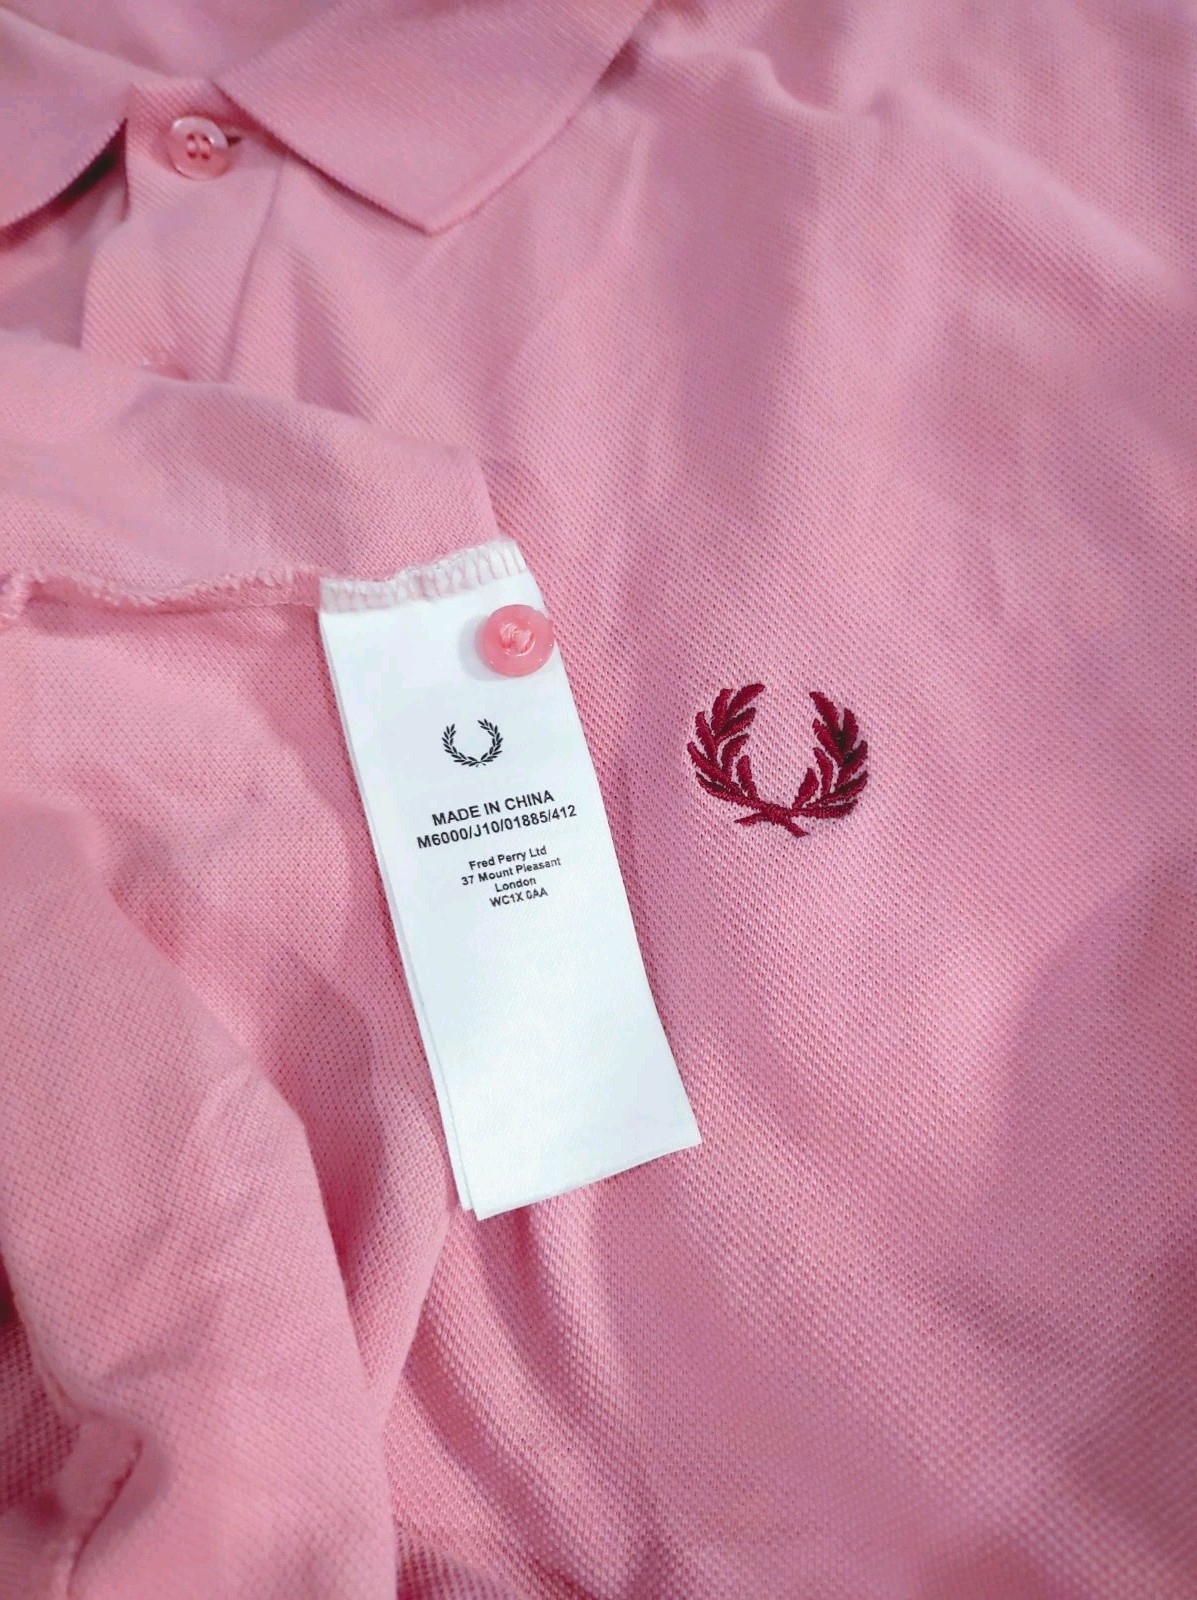 MADE IN CHINA
M6000/J10/01885/412
Fred Perry Ltd
37 Mount Pleasant
London
WC1X 0AA